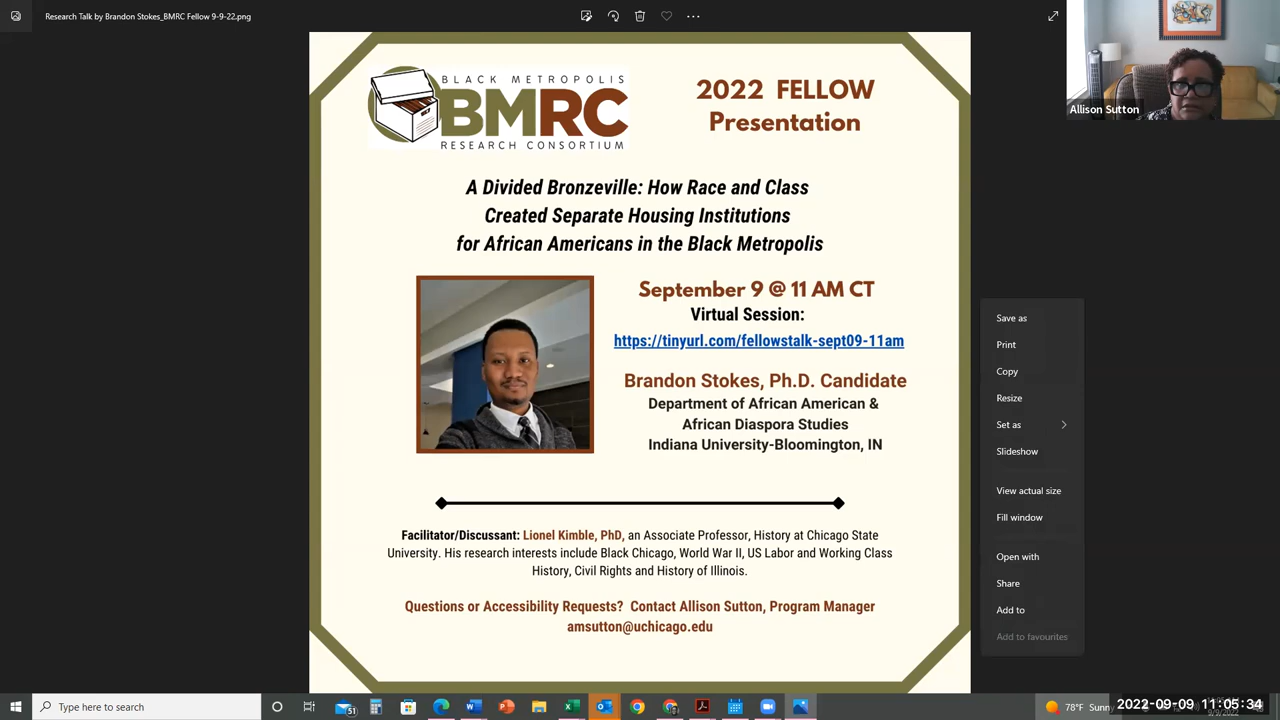 Research Talk by Brandon Stokes_BMRC Fellow 9-9-22.png
Allison Sutton
BLACK METROPOLIS
BMRC
RESEARCH CONSORTIUM
2022 FELLOW
Presentation
A Divided Bronzeville: How Race and Class
Created Separate Housing Institutions
for African Americans in the Black Metropolis
September 9 @ 11 AM CT
Virtual Session:
https://tinyurl.com/fellowstalk-sept09-11am
Brandon Stokes, Ph.D. Candidate
Department of African American &
African Diaspora Studies
Indiana University-Bloomington, IN
Facilitator/Discussant: Lionel Kimble, PhD, an Associate Professor, History at Chicago State
University. His research interests include Black Chicago, World War II, US Labor and Working Class
History, Civil Rights and History of Illinois.
Questions or Accessibility Requests? Contact Allison Sutton, Program Manager
amsutton@uchicago.edu
Save as
Print
Copy
Resize
Set as
Slideshow
View actual size
Fill window
Open with
Share
Add to
Add to favourites
Type here to search
51
78°F Sunny
2022-09-09 11:05:34